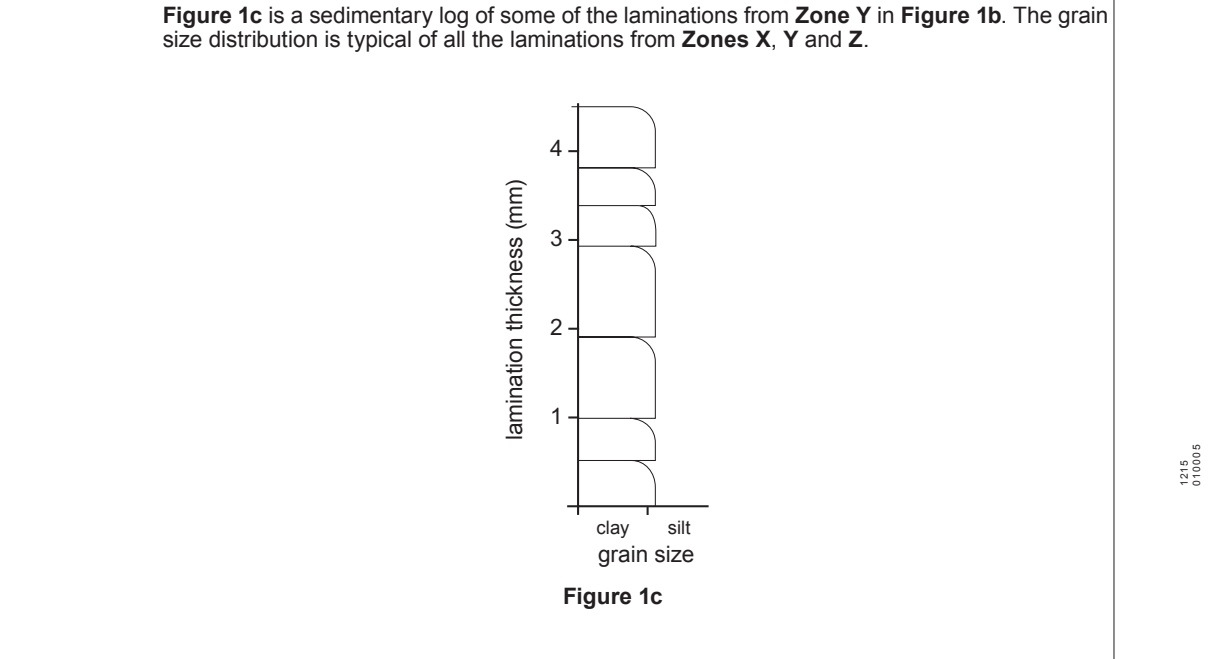 Figure 1c is a sedimentary log of some of the laminations from Zone Y in Figure 1b. The grain
size distribution is typical of all the laminations from Zones X, Y and Z.
4
3
2
1
lamination thickness (mm)
clay silt
grain size
Figure 1c
1215
010005